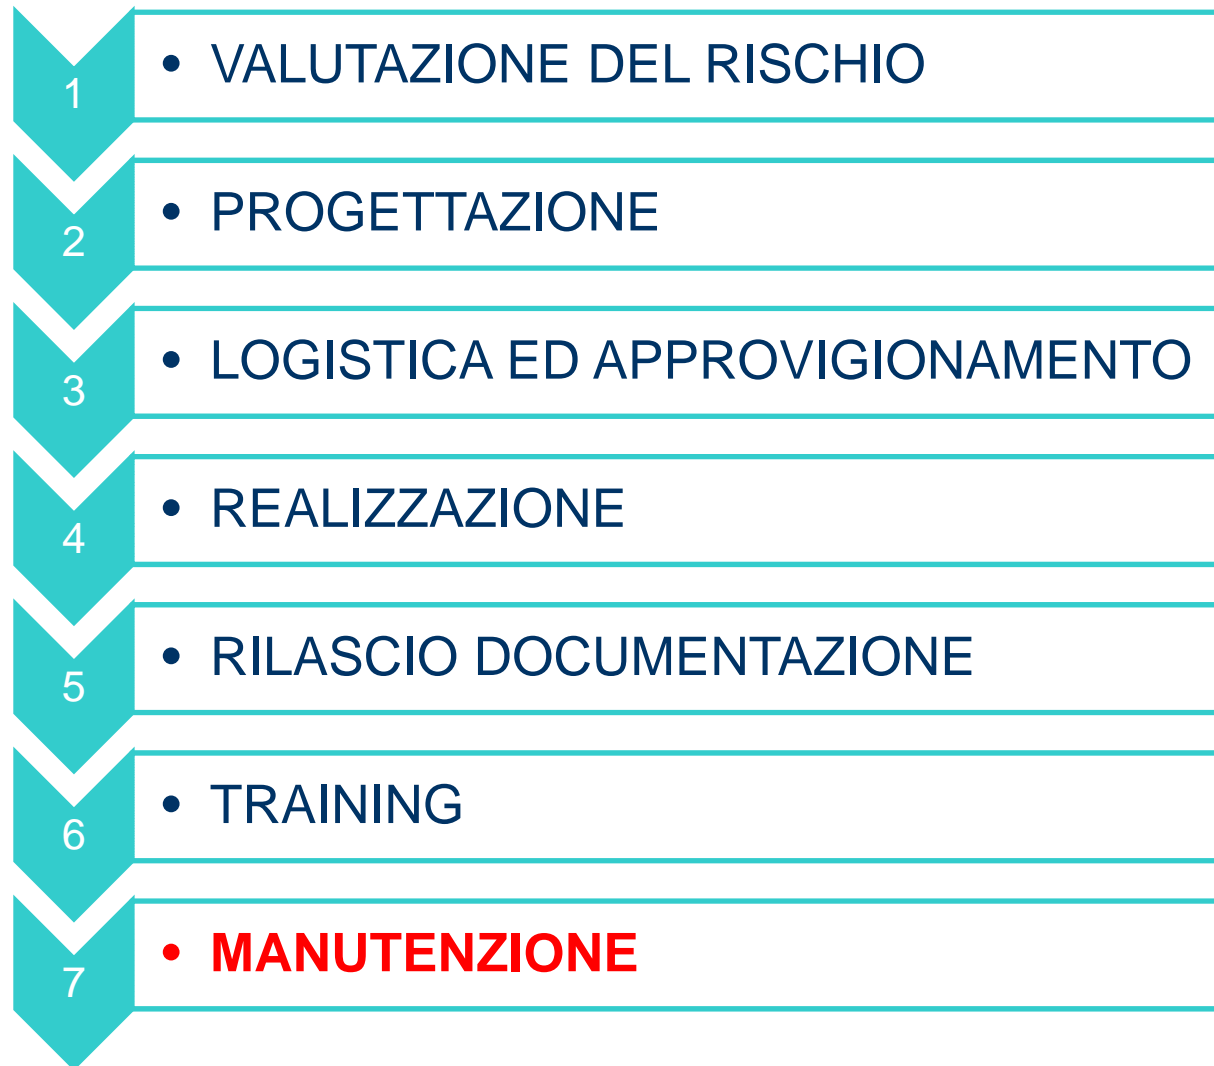 1
• VALUTAZIONE DEL RISCHIO
2
• PROGETTAZIONE
3
• LOGISTICA ED APPROVIGIONAMENTO
4
• REALIZZAZIONE
5
• RILASCIO DOCUMENTAZIONE
6
• TRAINING
7
• MANUTENZIONE